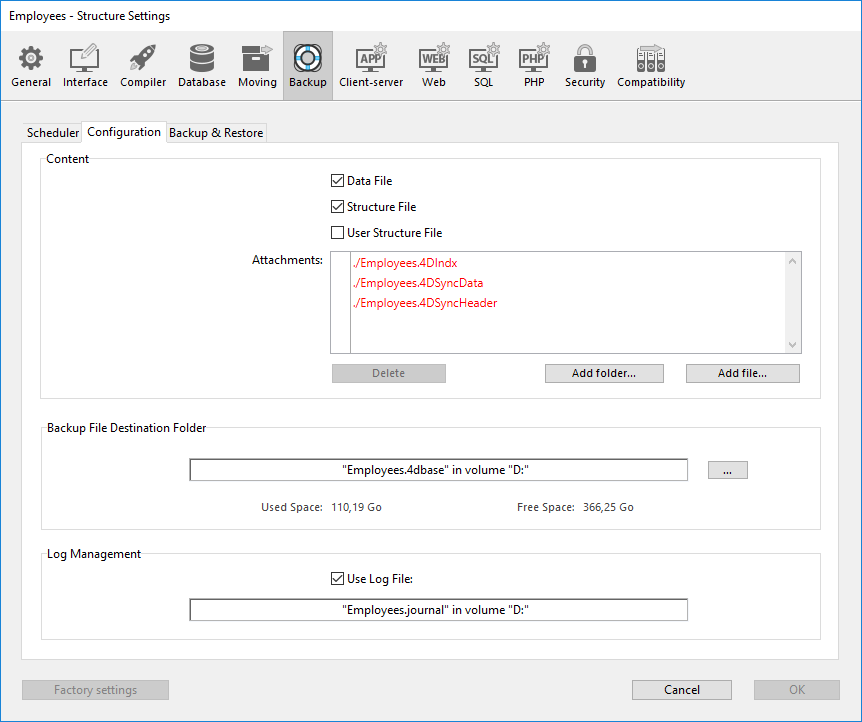 Employees - Structure Settings
General Interface Compiler Database Moving Backup Client-server Web SQL PHP Security Compatibility
APP WEB SQL PHP
Scheduler Configuration Backup & Restore
Content
Data File
Structure File
User Structure File
Attachments:
./Employees.4DIndx
./Employees.4DSyncData
./Employees.4DSyncHeader
Delete Add folder... Add file...
Backup File Destination Folder
"Employees.4dbase" in volume "D:" ...
Used Space: 110,19 Go Free Space: 366,25 Go
Log Management
Use Log File:
"Employees.journal" in volume "D:"
Factory settings Cancel OK